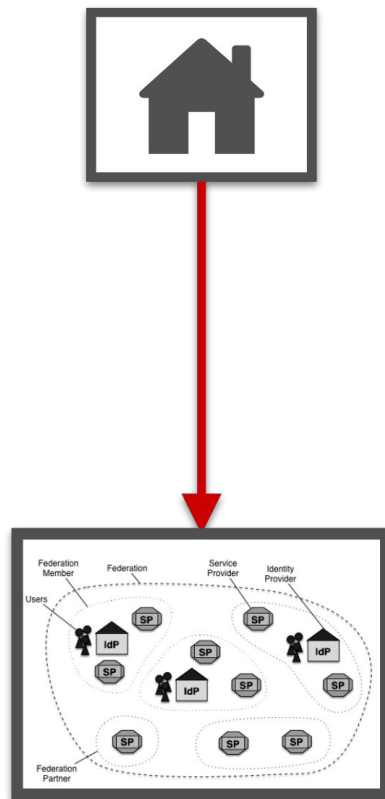 Federation
Member
Federation
Service
Provider
Identity
Provider
Users
SP
IdP
SP
SP
IdP
SP
SP
IdP
SP
SP
SP
SP
Federation
Partner